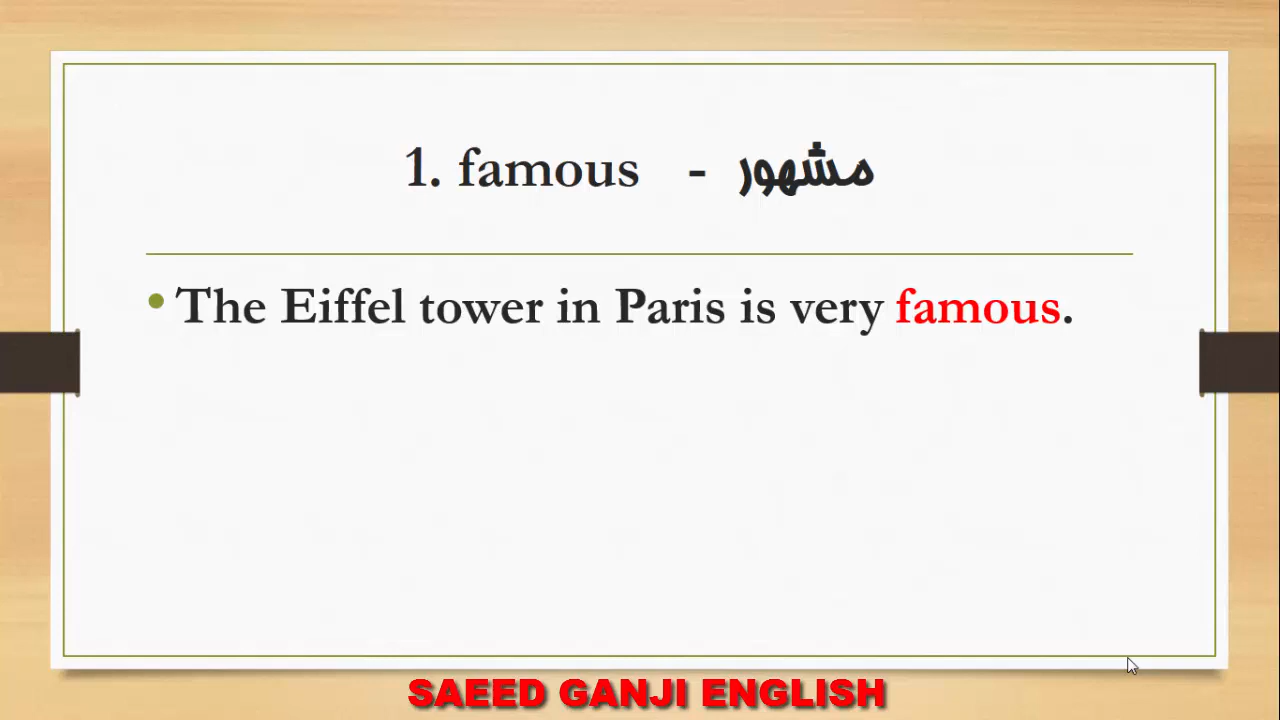 1. famous - مشهور
• The Eiffel tower in Paris is very famous.
SAEED GANJI ENGLISH